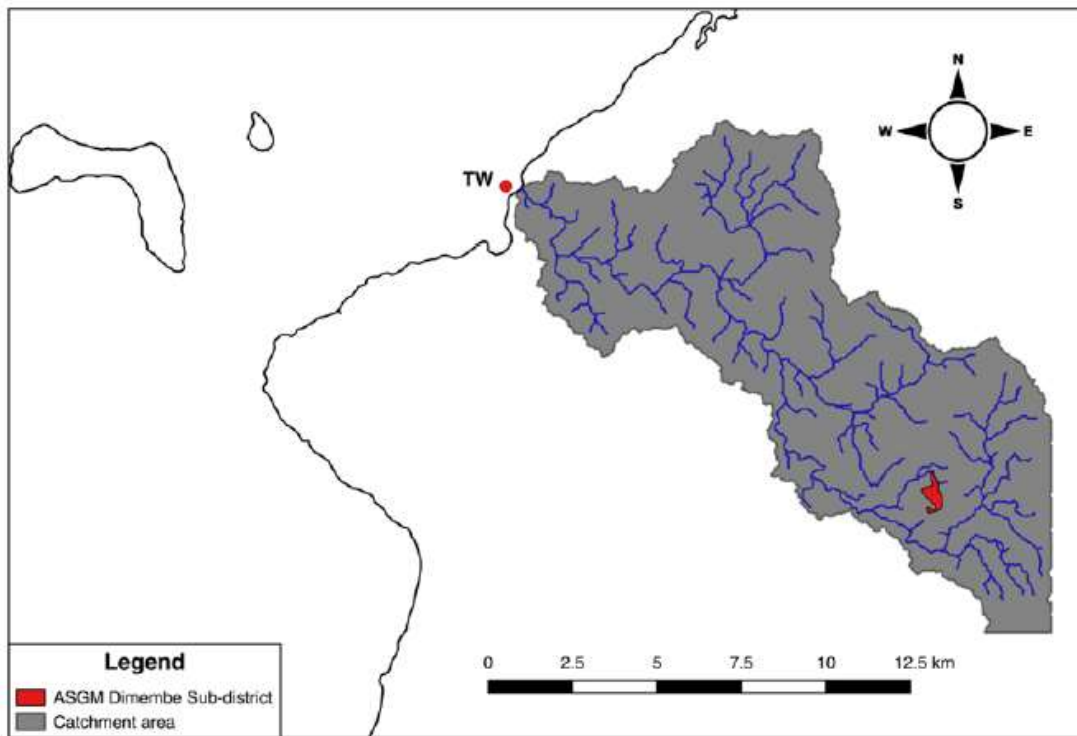 N
W E
S
TW
0 2.5 5 7.5 10 12.5 km
Legend
ASGM Dimembe Sub-district
Catchment area